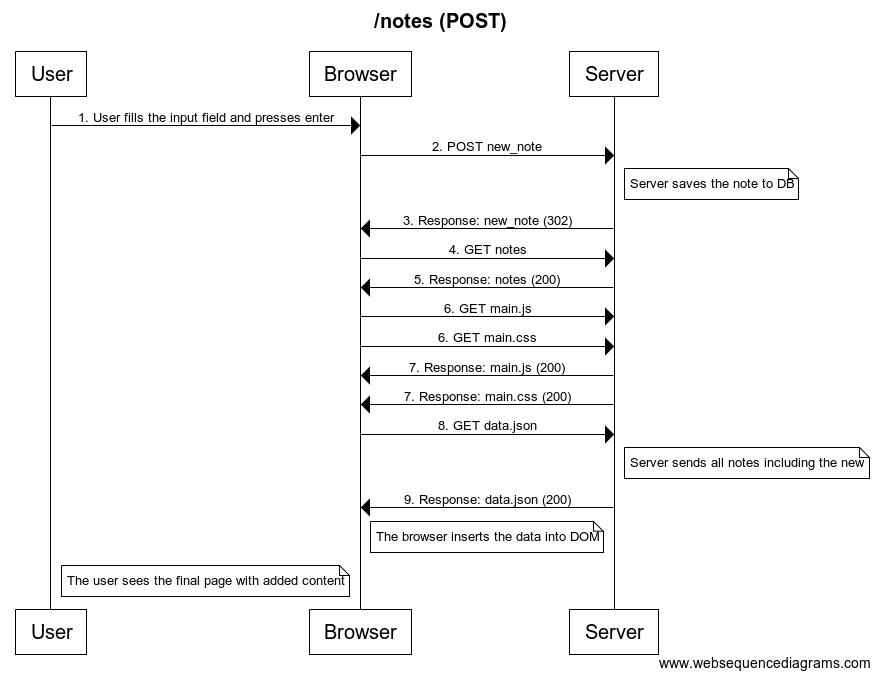 /notes (POST)
User
Browser
Server
1. User fills the input field and presses enter
2. POST new_note
Server saves the note to DB
3. Response: new_note (302)
4. GET notes
5. Response: notes (200)
6. GET main.js
6. GET main.css
7. Response: main.js (200)
7. Response: main.css (200)
8. GET data.json
Server sends all notes including the new
9. Response: data.json (200)
The browser inserts the data into DOM
The user sees the final page with added content
User
Browser
Server
www.websequencediagrams.com